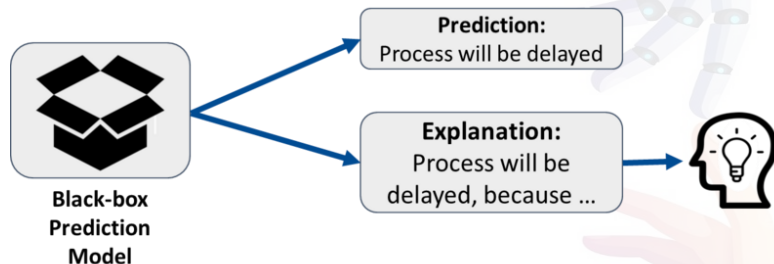 Prediction:
Process will be delayed
Explanation:
Process will be
delayed, because ...
Black-box
Prediction
Model